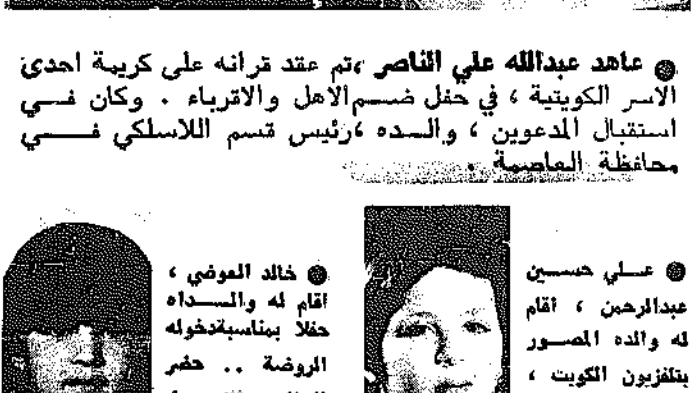 ● عاهد عبدالله علي الناصر ،تم عقد قرانه على كريمة احدى
الاسر الكويتية ، في حفل ضم الاهل والاقرباء . وكان في
استقبال المدعوين ، والده ،رئيس قسم اللاسلكي في
محافظة العاصمة .
● خالد العوضي ،
اقام له والداه
حفلا بمناسبةدخوله
الروضة .. حضر
● علي حسين
عبدالرحمن ، اقام
له والده المصور
بتلفزيون الكويت ،